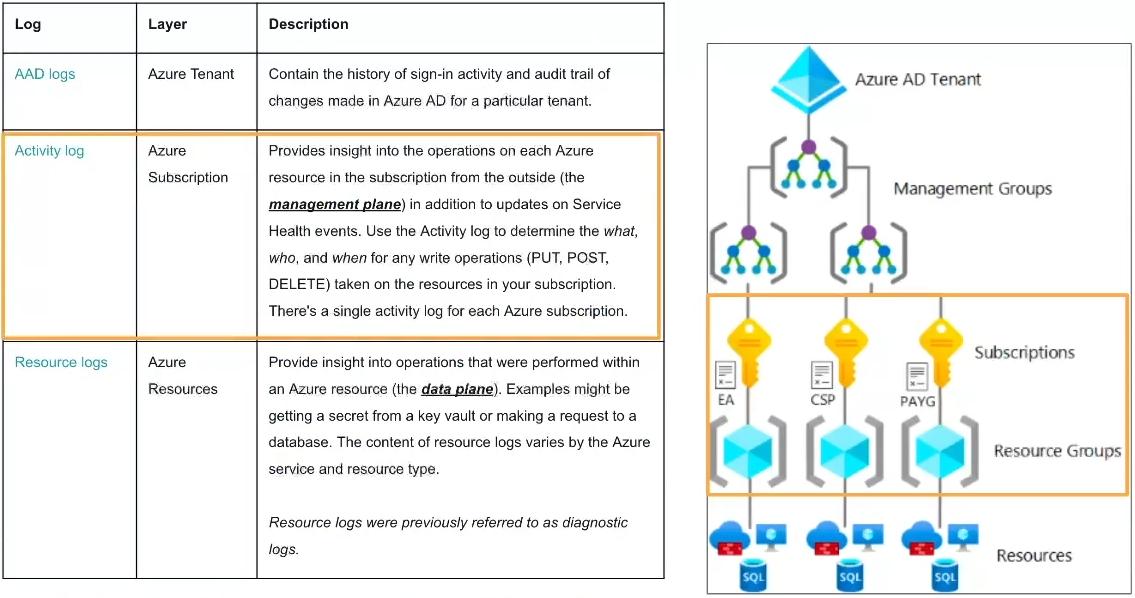 Log Layer Description
AAD logs Azure Tenant Contain the history of sign-in activity and audit trail of
changes made in Azure AD for a particular tenant.
Activity log Azure Provides insight into the operations on each Azure
Subscription resource in the subscription from the outside (the
management plane) in addition to updates on Service
Health events. Use the Activity log to determine the what,
who, and when for any write operations (PUT, POST,
DELETE) taken on the resources in your subscription.
There's a single activity log for each Azure subscription.
Resource logs Azure Provide insight into operations that were performed within
Resources an Azure resource (the data plane). Examples might be
getting a secret from a key vault or making a request to a
database. The content of resource logs varies by the Azure
service and resource type.
Resource logs were previously referred to as diagnostic
logs.
Azure AD Tenant
Management Groups
Subscriptions
EA CSP PAYG
Resource Groups
Resources
SQL SQL SQL